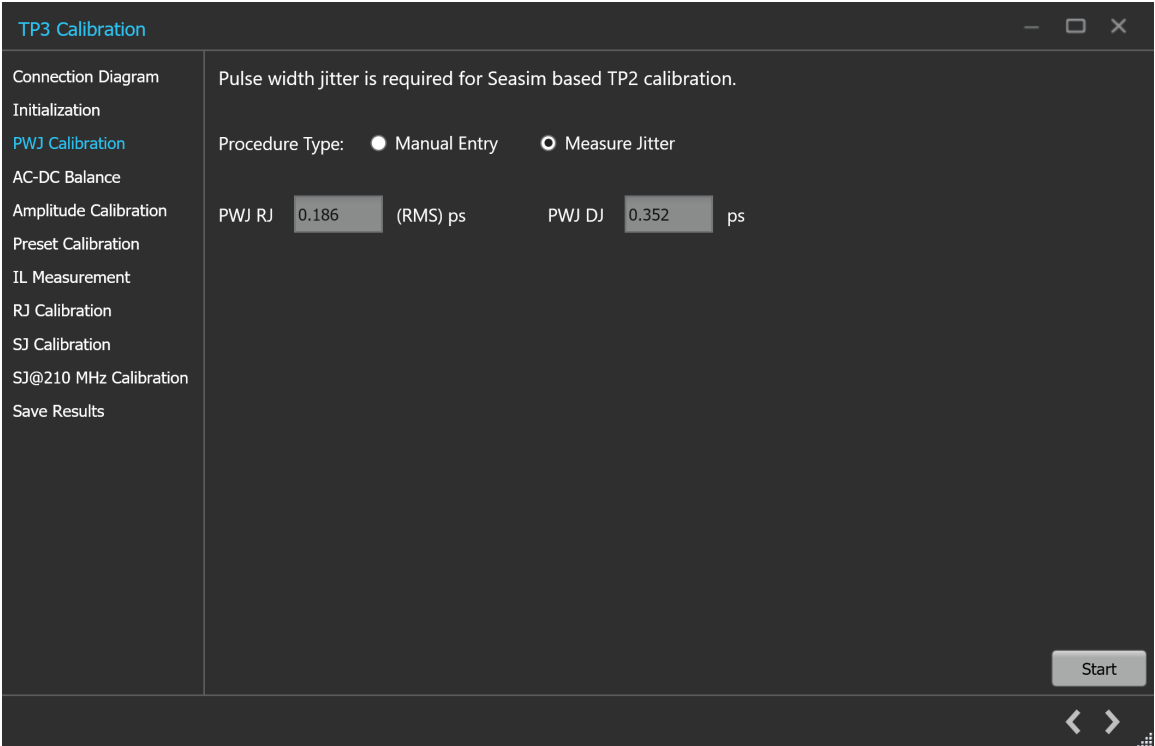 TP3 Calibration
Connection Diagram
Initialization
PWJ Calibration
AC-DC Balance
Amplitude Calibration
Preset Calibration
IL Measurement
RJ Calibration
SJ Calibration
SJ@210 MHz Calibration
Save Results
Pulse width jitter is required for Seasim based TP2 calibration.
Procedure Type: Manual Entry Measure Jitter
PWJ RJ 0.186 (RMS) ps PWJ DJ 0.352 ps
Start